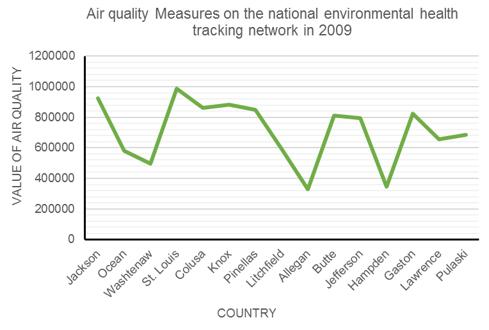 Air quality Measures on the national environmental health
tracking network in 2009
VALUE OF AIR QUALITY
1200000
1000000
800000
600000
400000
200000
0
Jackson
Ocean
Washtenaw
St. Louis
Colusa
Knox
Pinellas
Litchfield
Allegan
Butte
Jefferson
Hampden
Gaston
Lawrence
Pulaski
COUNTRY